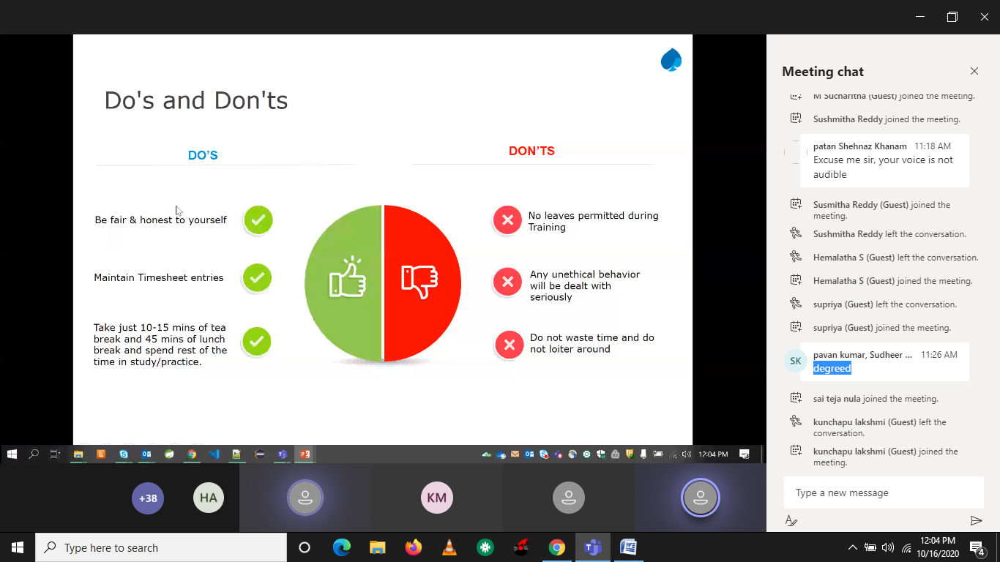 Do's and Don'ts
DO'S
Be fair & honest to yourself
Maintain Timesheet entries
Take just 10-15 mins of tea
break and 45 mins of lunch
break and spend rest of the
time in study/practice.
DON'TS
No leaves permitted during
Training
Any unethical behavior
will be dealt with
seriously
Do not waste time and do
not loiter around
12:04 PM
+38
HA
KM
Meeting chat
M Sucharitha (Guest) joined the meeting.
Sushmitha Reddy joined the meeting.
patan Shehnaz Khanam 11:18 AM
Excuse me sir, your voice is not
audible
Susmitha Reddy (Guest) joined the
meeting.
Sushmitha Reddy left the conversation.
Hemalatha S (Guest) left the conversation.
Hemalatha S (Guest) joined the meeting.
supriya (Guest) left the conversation.
supriya (Guest) joined the meeting.
SK
pavan kumar, Sudheer ... 11:26 AM
degreed
sai teja nula joined the meeting.
kunchapu lakshmi (Guest) left the
conversation.
kunchapu lakshmi (Guest) joined the
meeting.
Type a new message
Type here to search
12:04 PM
10/16/2020
4